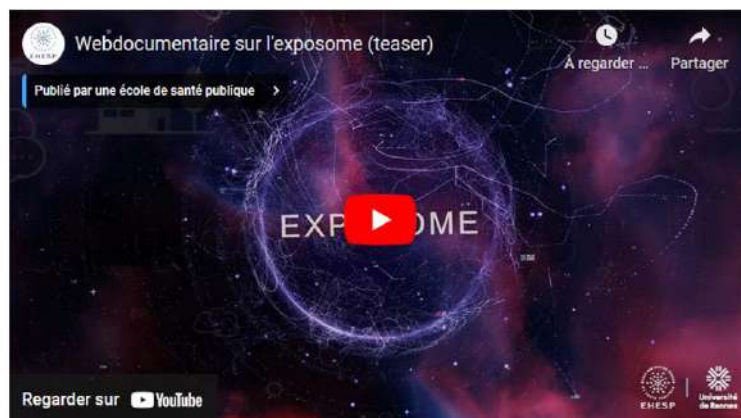 EHESP
Webdocumentaire sur l'exposome (teaser)
À regarder ...
Partager
Publié par une école de santé publique
EXP OME
Regarder sur YouTube
EHESP
Université
de Rennes